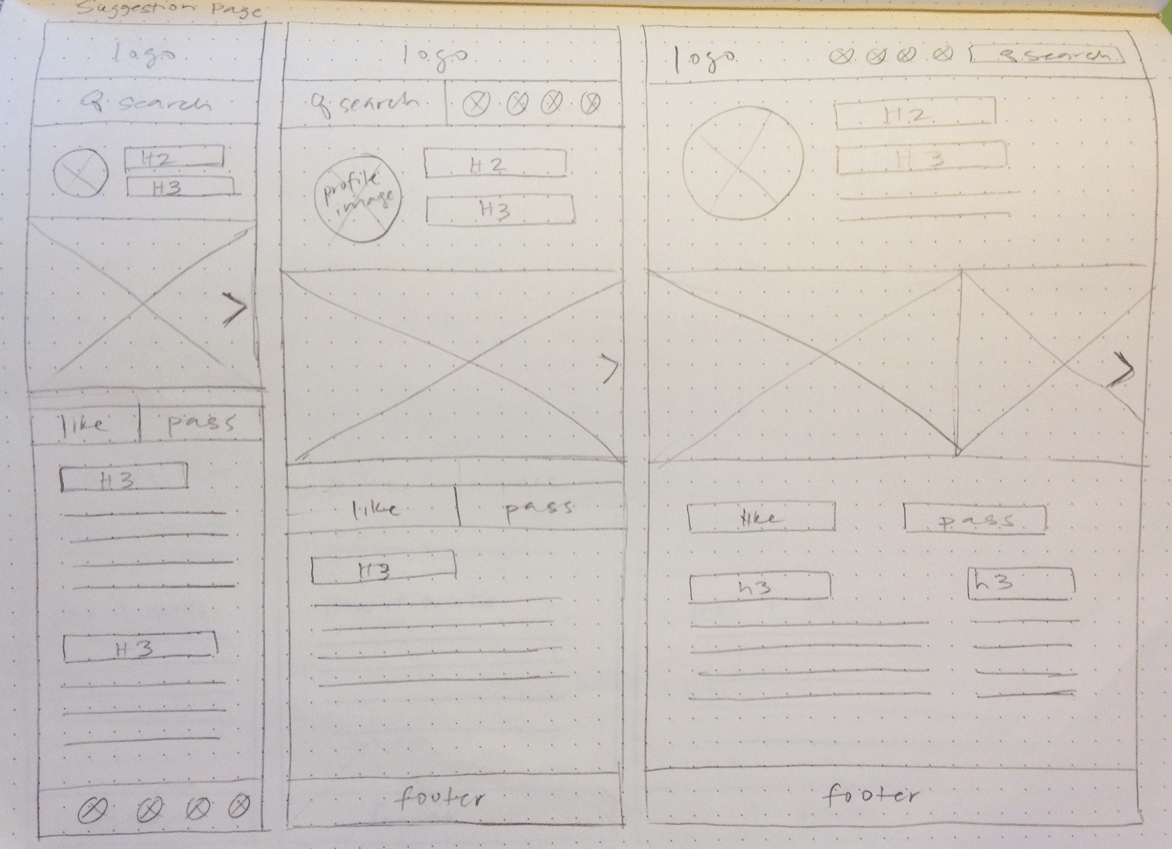 Suggestion Page
logo
Q search
H2
H3
like
pass
H3
H3
logo
Q search
H2
profile
image
H3
like
pass
H3
footer
logo
Q search
H2
H3
like
pass
h3
h3
footer